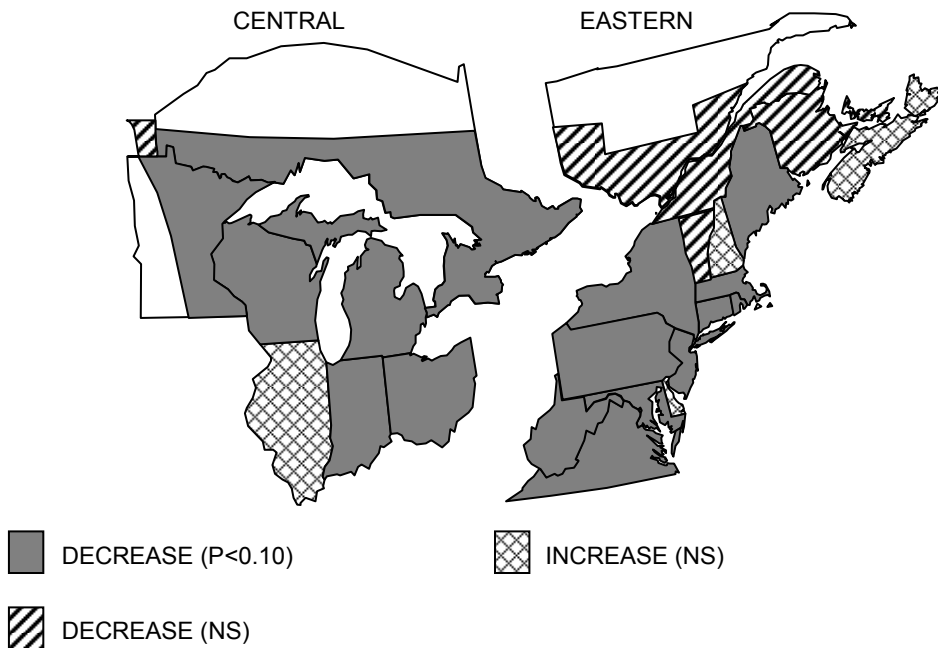 CENTRAL
EASTERN
DECREASE (P<0.10)
INCREASE (NS)
DECREASE (NS)